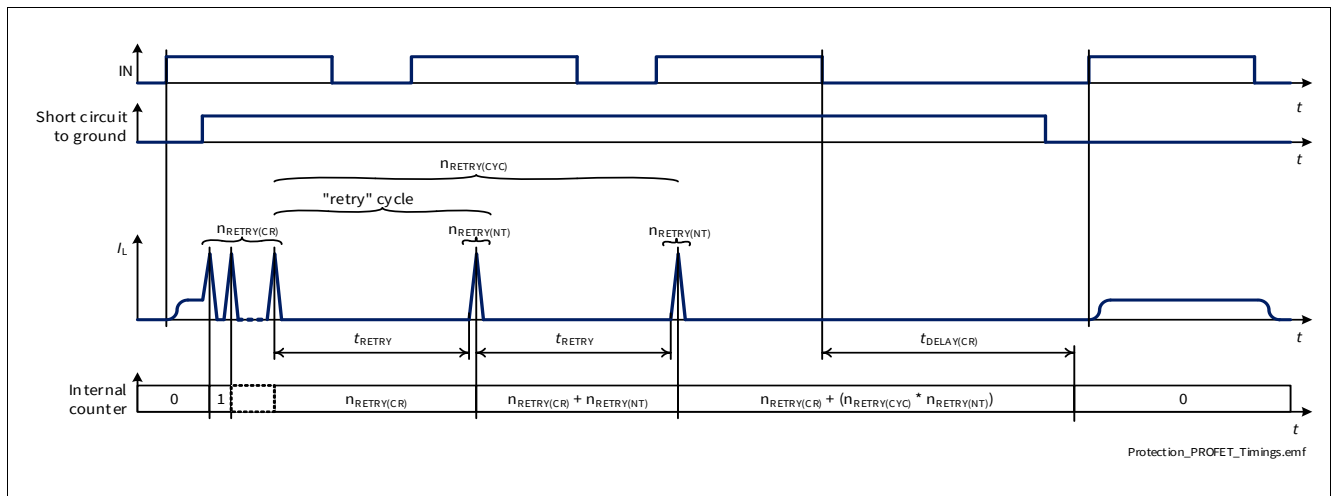 IN
t
Short circuit
to ground
t
nRETRY(CYC)
"retry" cycle
nRETRY(CR)
nRETRY(NT)
nRETRY(NT)
IL
t
tRETRY
tRETRY
tDELAY(CR)
Internal
counter
0
1
nRETRY(CR)
nRETRY(CR) + nRETRY(NT)
nRETRY(CR) + (nRETRY(CYC) * nRETRY(NT))
0
t
Protection_PROFET_Timings.emf